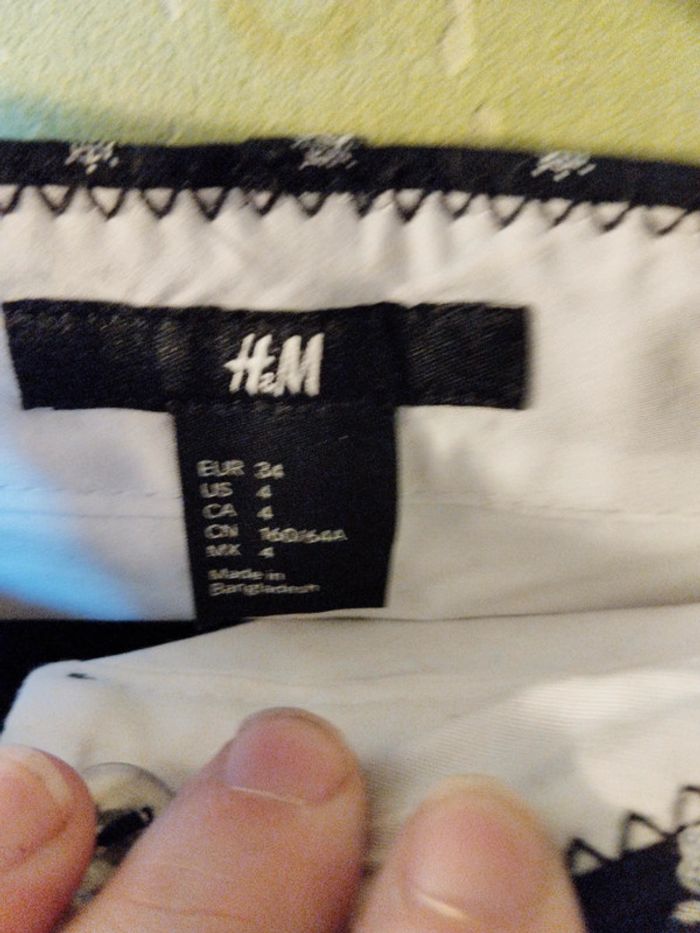 H&M
EUR 34
US 4
CA 4
CN 160/64A
MX 4
Made in
Bangladesh